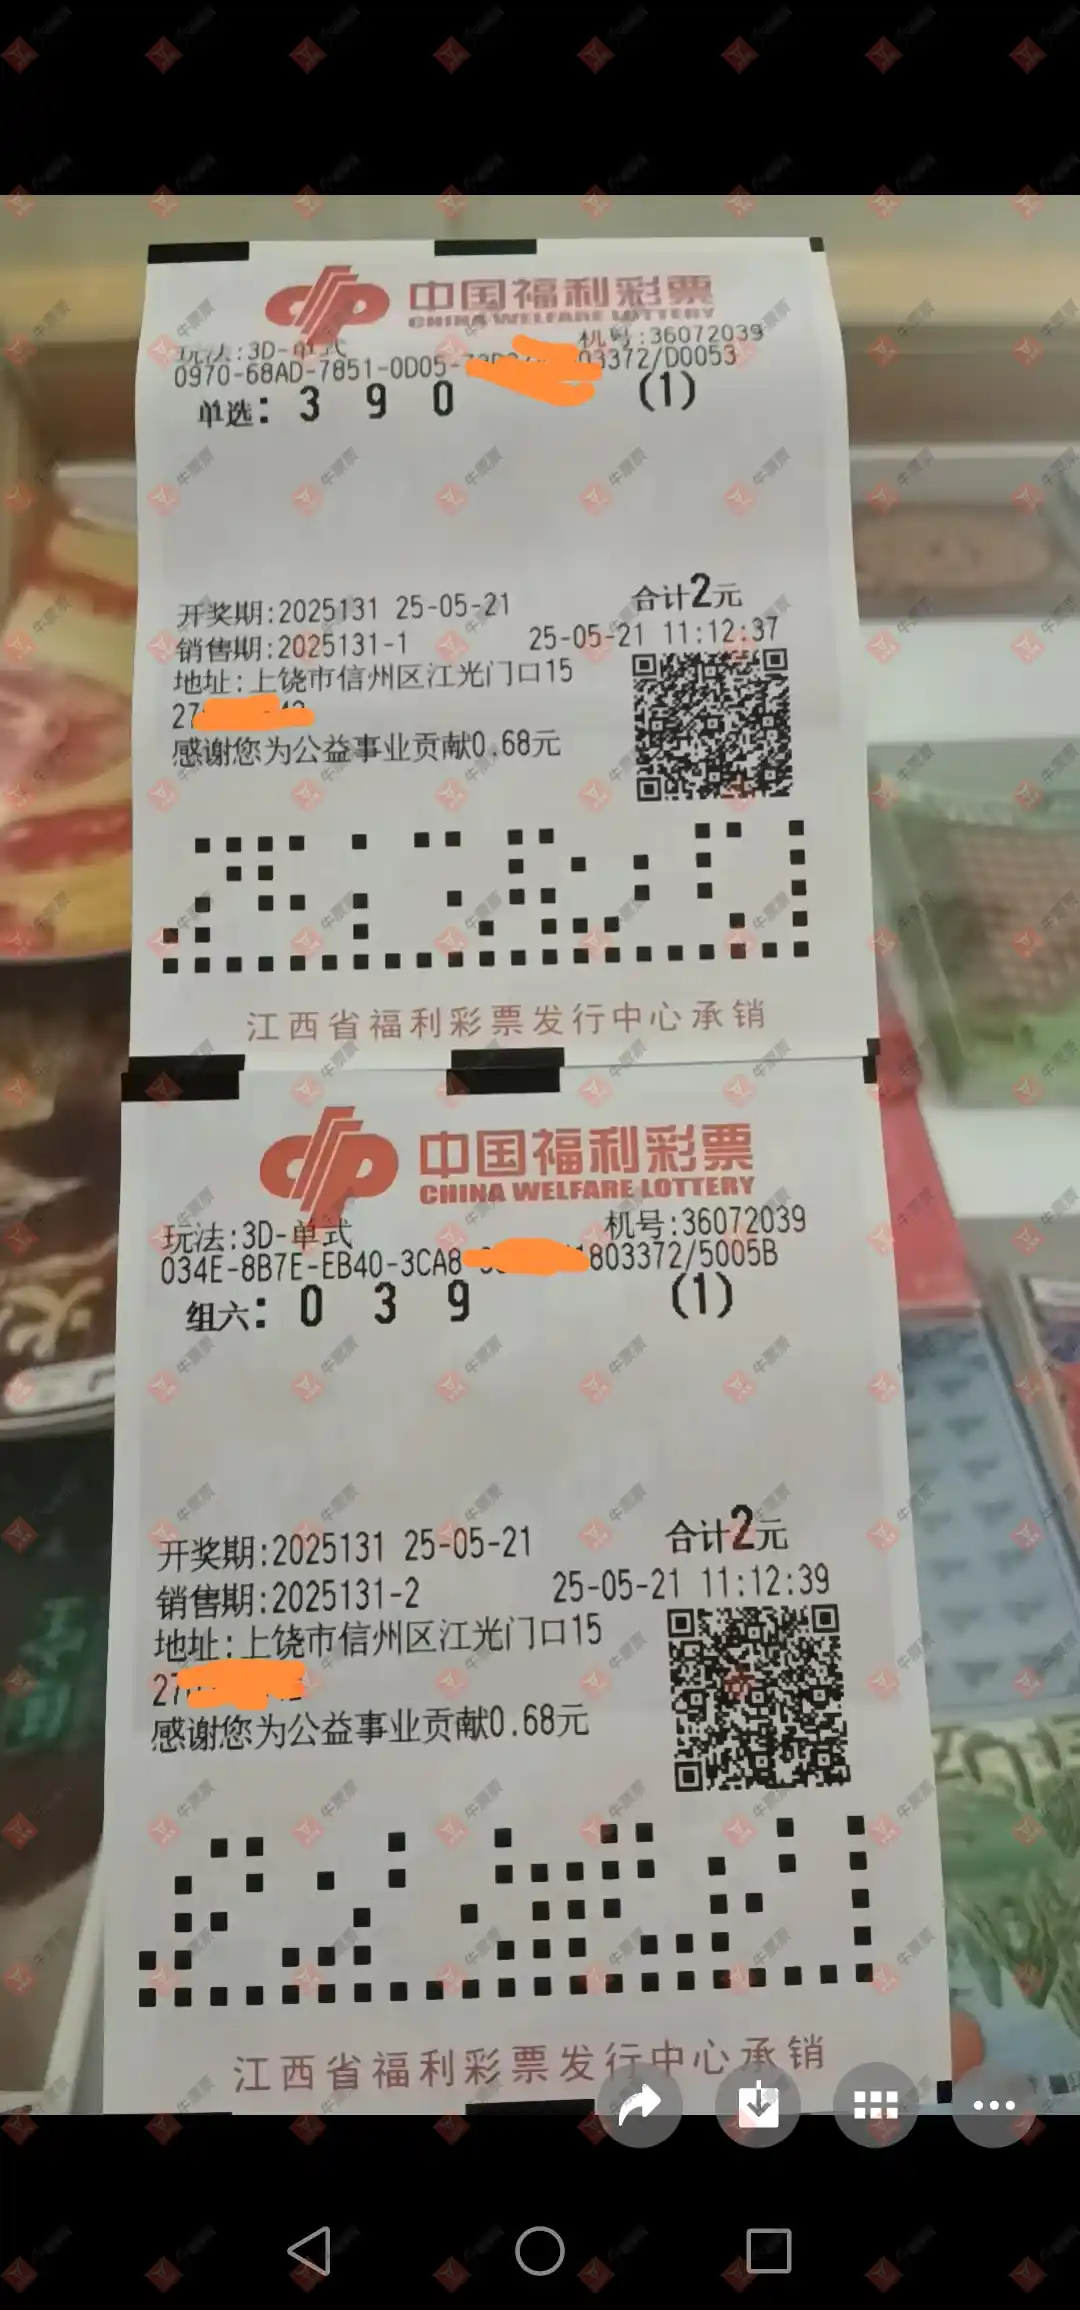 中国福利彩票
CHINA WELFARE LOTTERY
玩法:3D-单式 机号:36072039
0970-68AD-7851-0D05- 03372/D0053
单选: 3 9 0 (1)
开奖期:2025131 25-05-21 合计2元
销售期:2025131-1 25-05-21 11:12:37
地址:上饶市信州区江光门口15
27
感谢您为公益事业贡献0.68元
江西省福利彩票发行中心承销
中国福利彩票
CHINA WELFARE LOTTERY
玩法:3D-单式 机号:36072039
034E-8B7E-EB40-3CA8- 1803372/5005B
组六: 0 3 9 (1)
开奖期:2025131 25-05-21 合计2元
销售期:2025131-2 25-05-21 11:12:39
地址:上饶市信州区江光门口15
27
感谢您为公益事业贡献0.68元
江西省福利彩票发行中心承销